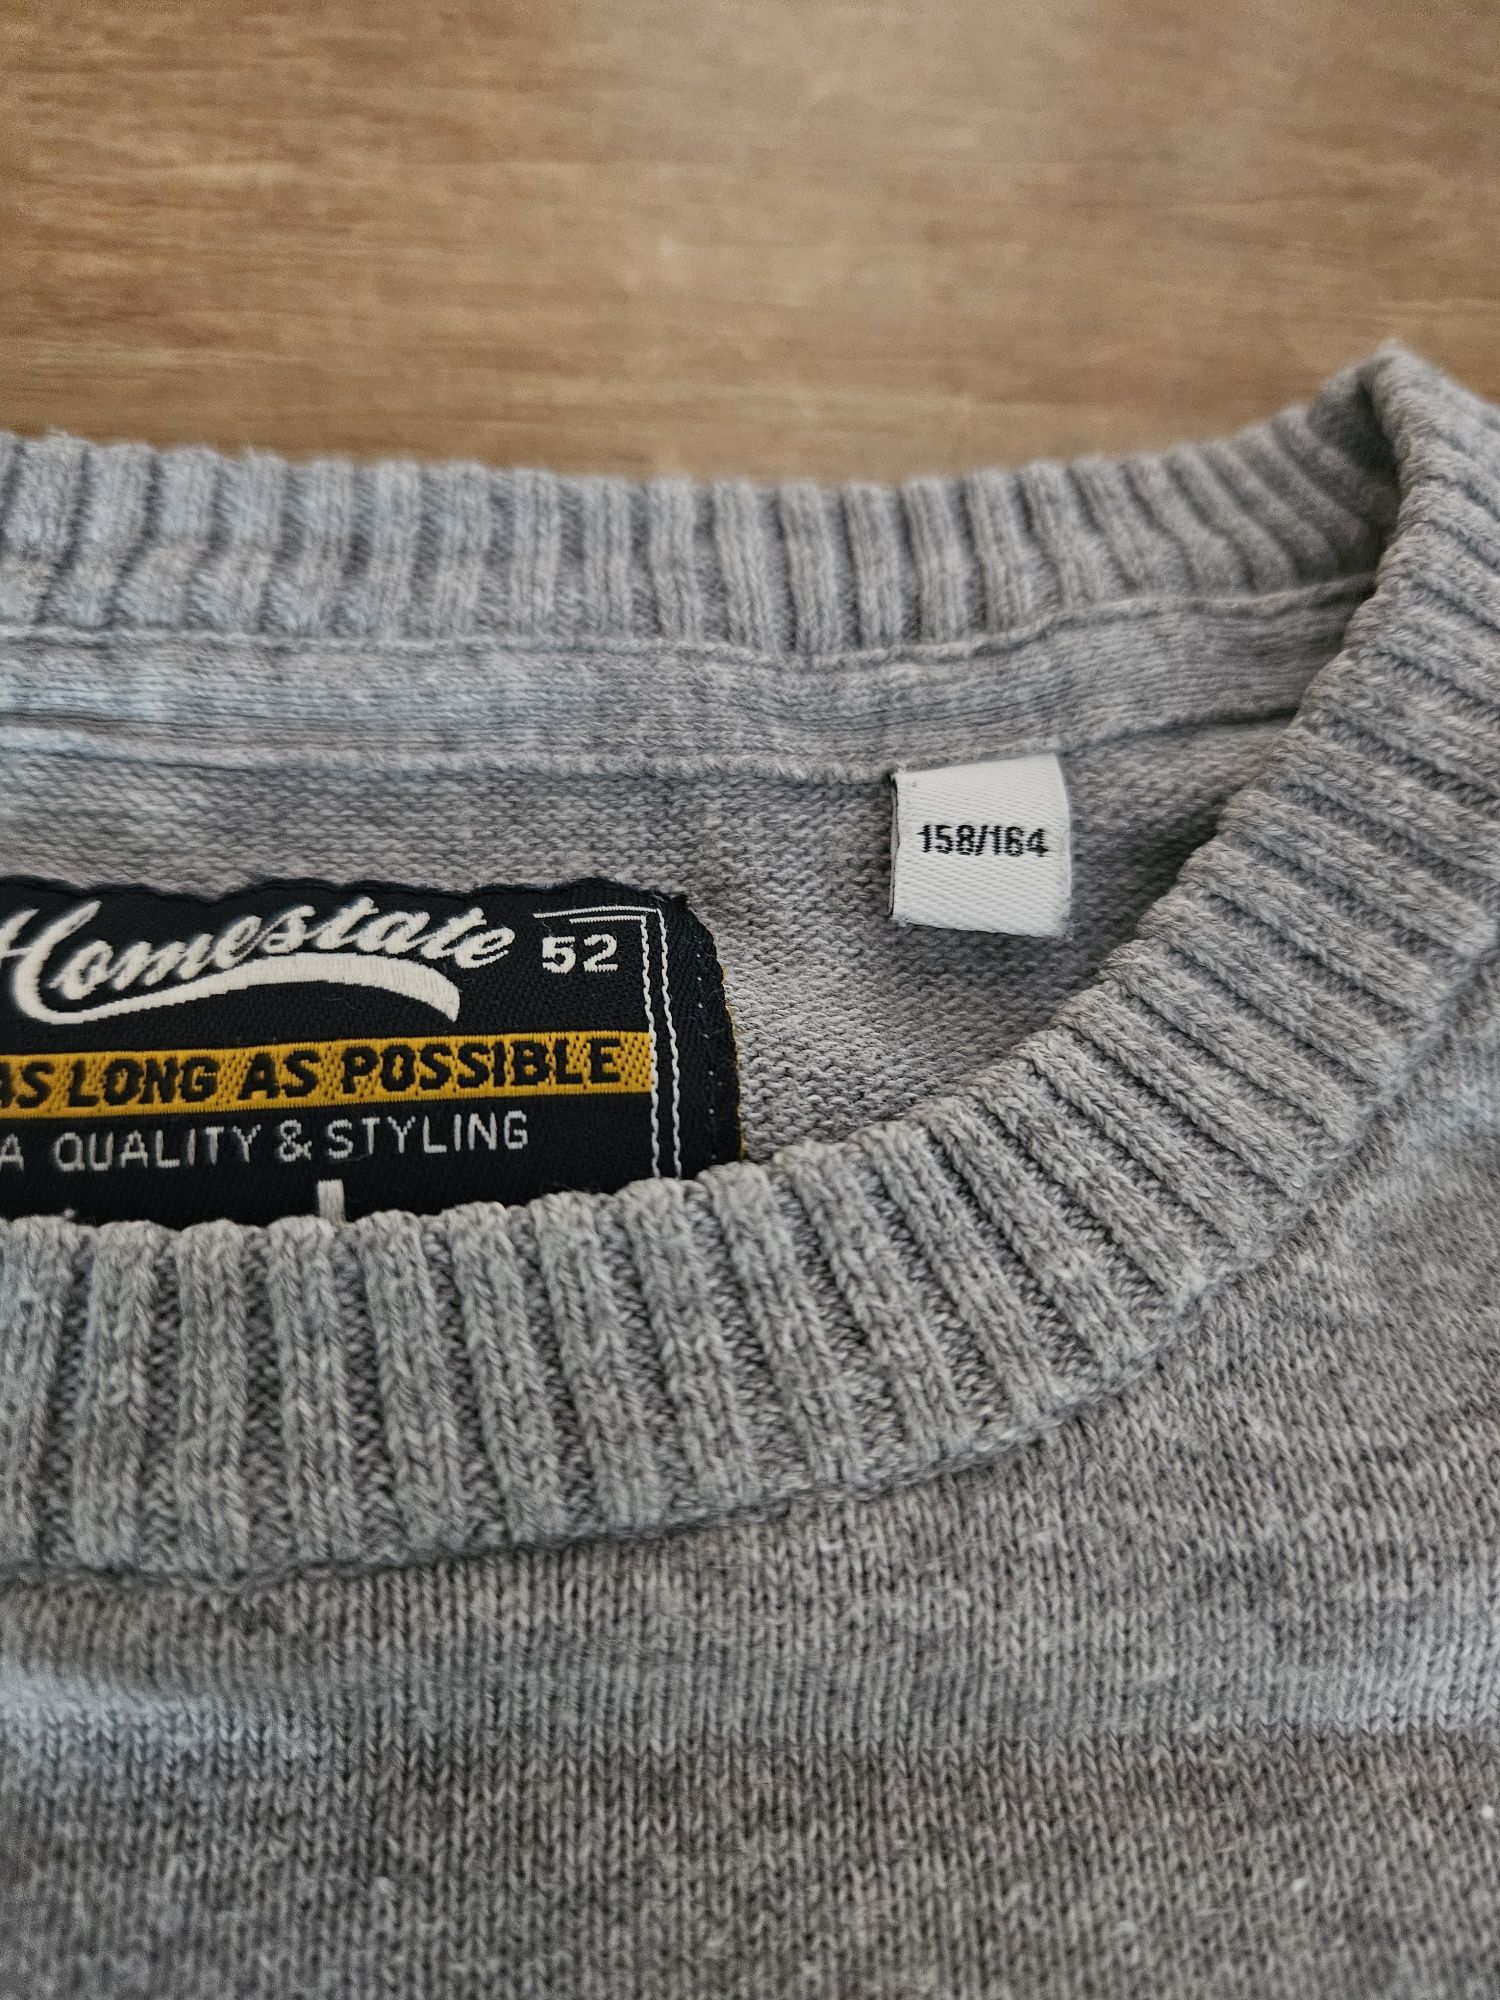 158/164
Homestate 52
AS LONG AS POSSIBLE
A QUALITY & STYLING